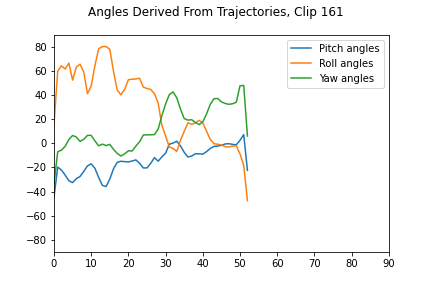 Angles Derived From Trajectories, Clip 161
Pitch angles
Roll angles
Yaw angles
80
60
40
20
0
−20
−40
−60
−80
0 10 20 30 40 50 60 70 80 90